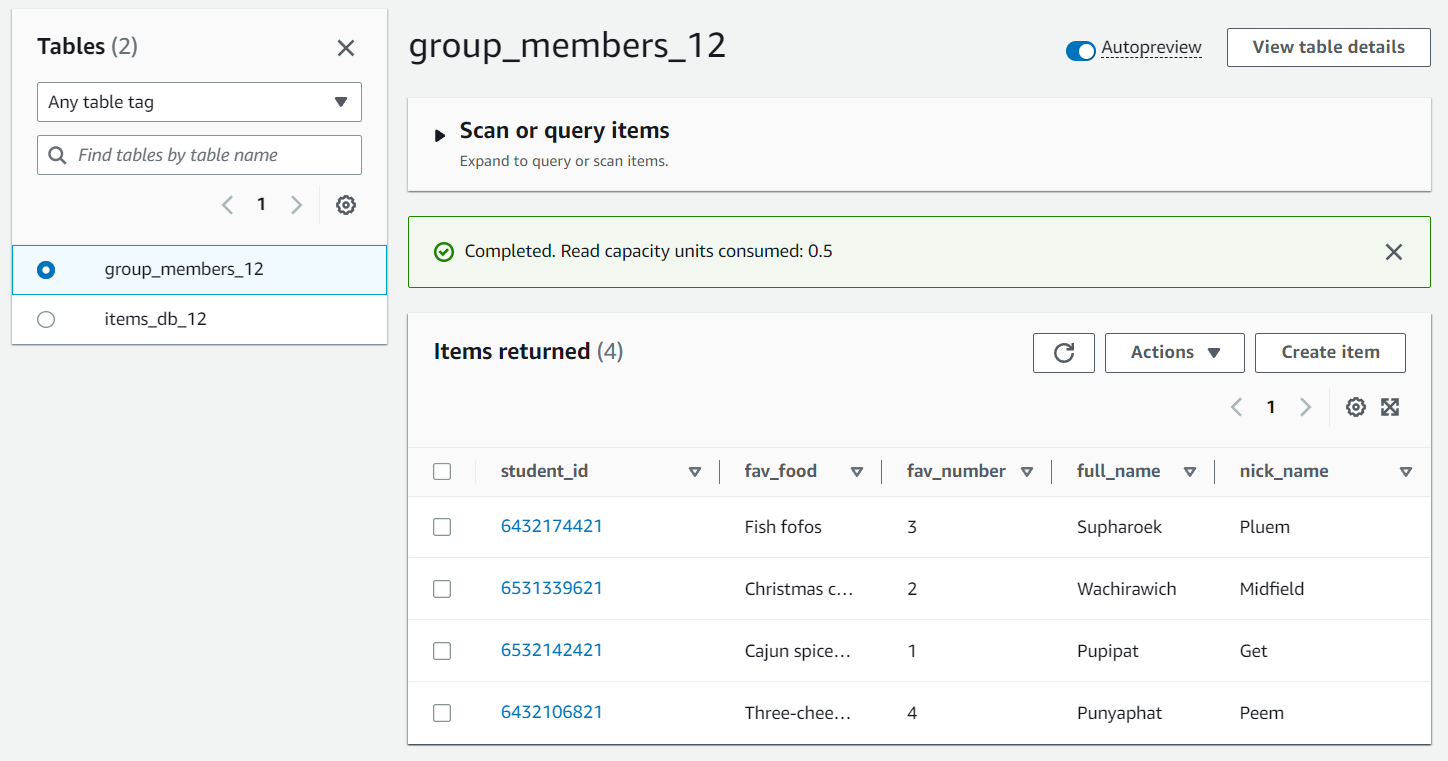 Tables (2)
Any table tag
Find tables by table name
1
group_members_12
items_db_12
group_members_12
Autopreview
View table details
Scan or query items
Expand to query or scan items.
Completed. Read capacity units consumed: 0.5
Items returned (4)
Actions
Create item
1
student_id fav_food fav_number full_name nick_name
6432174421 Fish fofos 3 Supharoek Pluem
6531339621 Christmas c... 2 Wachirawich Midfield
6532142421 Cajun spice... 1 Pupipat Get
6432106821 Three-chee... 4 Punyaphat Peem